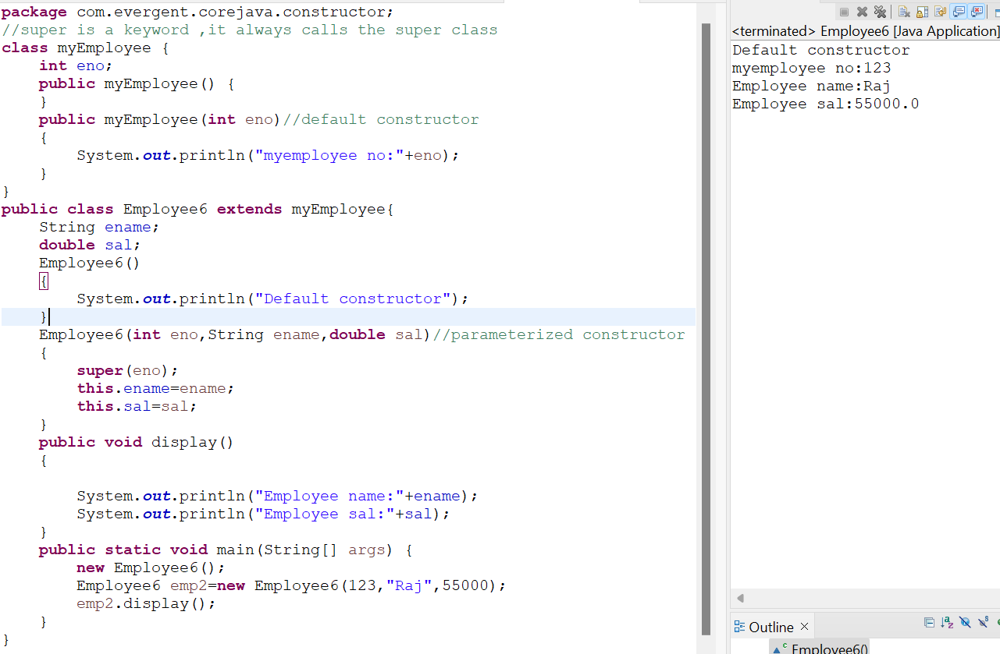 package com.evergent.corejava.constructor;
//super is a keyword ,it always calls the super class
class myEmployee {
    int eno;
    public myEmployee() {
    }
    public myEmployee(int eno)//default constructor
    {
        System.out.println("myemployee no:"+eno);
    }
}
public class Employee6 extends myEmployee{
    String ename;
    double sal;
    Employee6()
    {
        System.out.println("Default constructor");
    }
    Employee6(int eno,String ename,double sal)//parameterized constructor
    {
        super(eno);
        this.ename=ename;
        this.sal=sal;
    }
    public void display()
    {

        System.out.println("Employee name:"+ename);
        System.out.println("Employee sal:"+sal);
    }
    public static void main(String[] args) {
        new Employee6();
        Employee6 emp2=new Employee6(123,"Raj",55000);
        emp2.display();
    }
}
<terminated> Employee6 [Java Application]
Default constructor
myemployee no:123
Employee name:Raj
Employee sal:55000.0
Outline
Employee6()